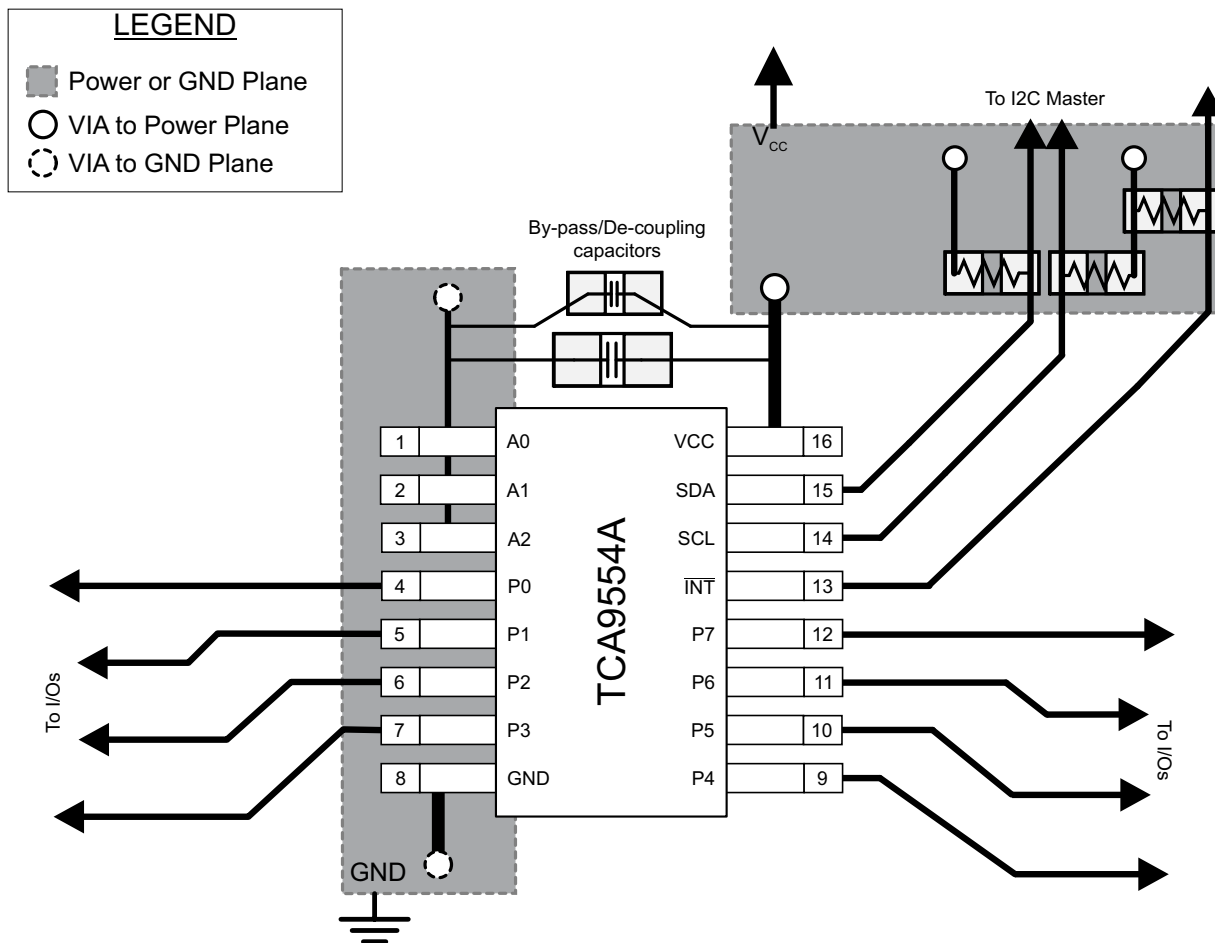 LEGEND
Power or GND Plane
VIA to Power Plane
VIA to GND Plane
To I2C Master
VCC
By-pass/De-coupling
capacitors
1 A0 VCC 16
2 A1 SDA 15
3 A2 SCL 14
4 P0 INT 13
5 P1 P7 12
6 P2 P6 11
7 P3 P5 10
8 GND P4 9
TCA9554A
To I/Os
To I/Os
GND